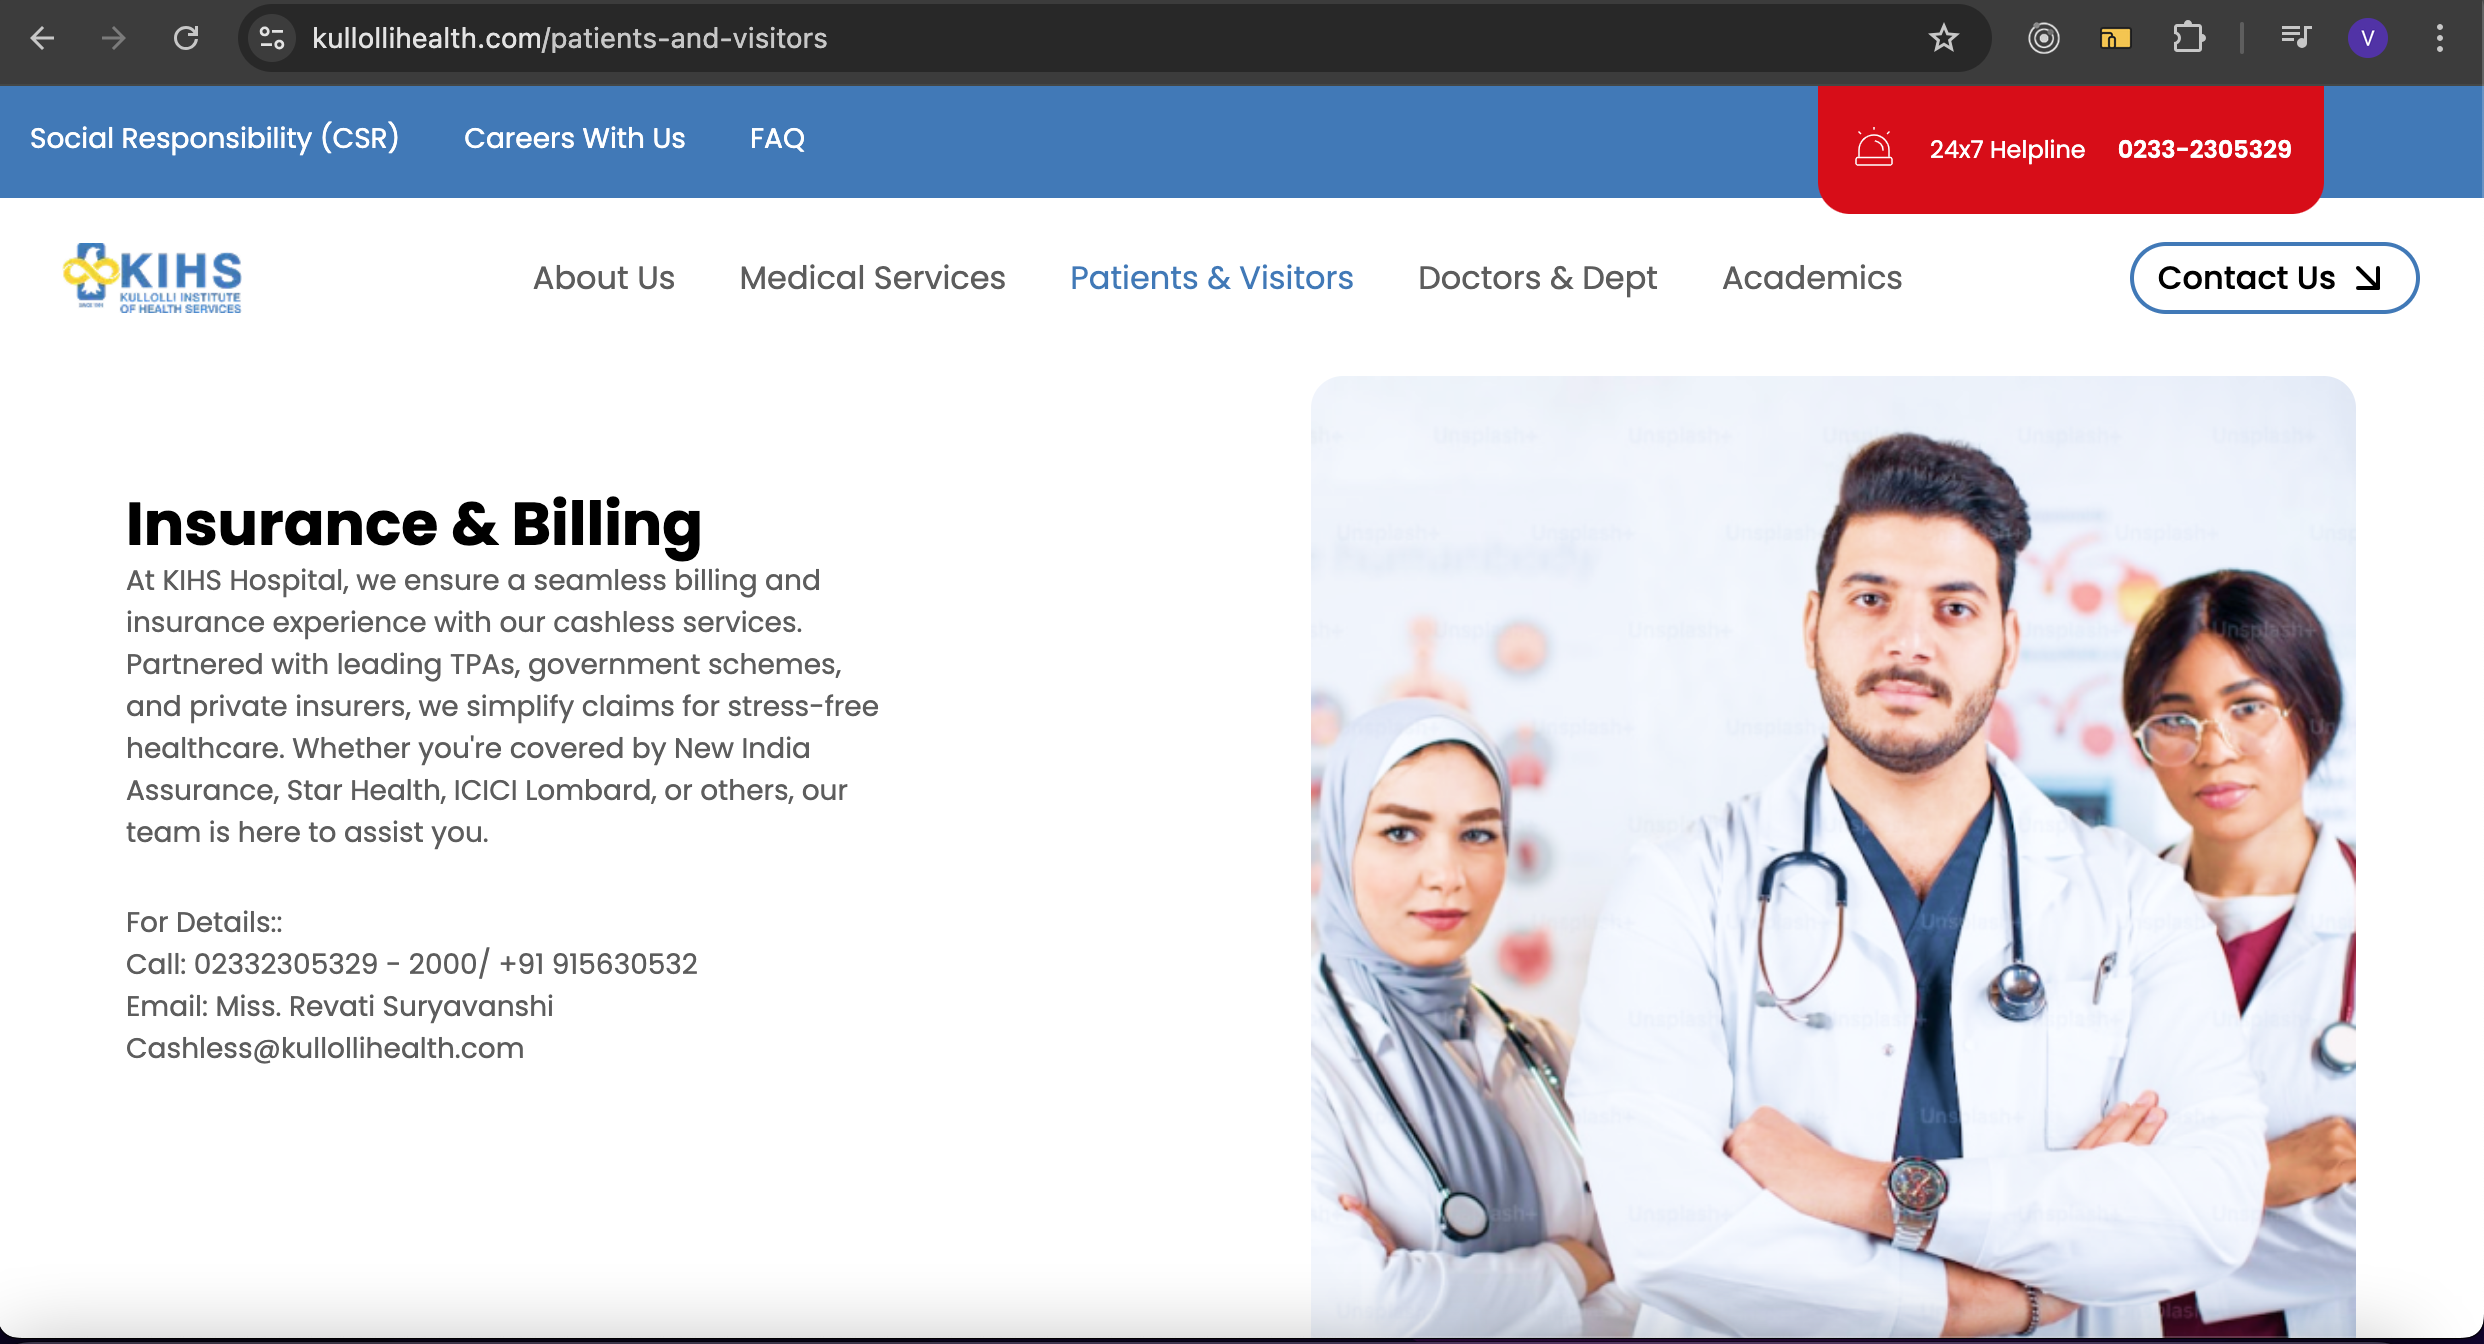 kullollihealth.com/patients-and-visitors
V
Social Responsibility (CSR)
Careers With Us
FAQ
24x7 Helpline 0233-2305329
KIHS
KULLOLLI INSTITUTE
OF HEALTH SERVICES
About Us
Medical Services
Patients & Visitors
Doctors & Dept
Academics
Contact Us
Insurance & Billing
At KIHS Hospital, we ensure a seamless billing and
insurance experience with our cashless services.
Partnered with leading TPAs, government schemes,
and private insurers, we simplify claims for stress-free
healthcare. Whether you're covered by New India
Assurance, Star Health, ICICI Lombard, or others, our
team is here to assist you.
For Details::
Call: 02332305329 - 2000/ +91 915630532
Email: Miss. Revati Suryavanshi
Cashless@kullollihealth.com
Unsplash+